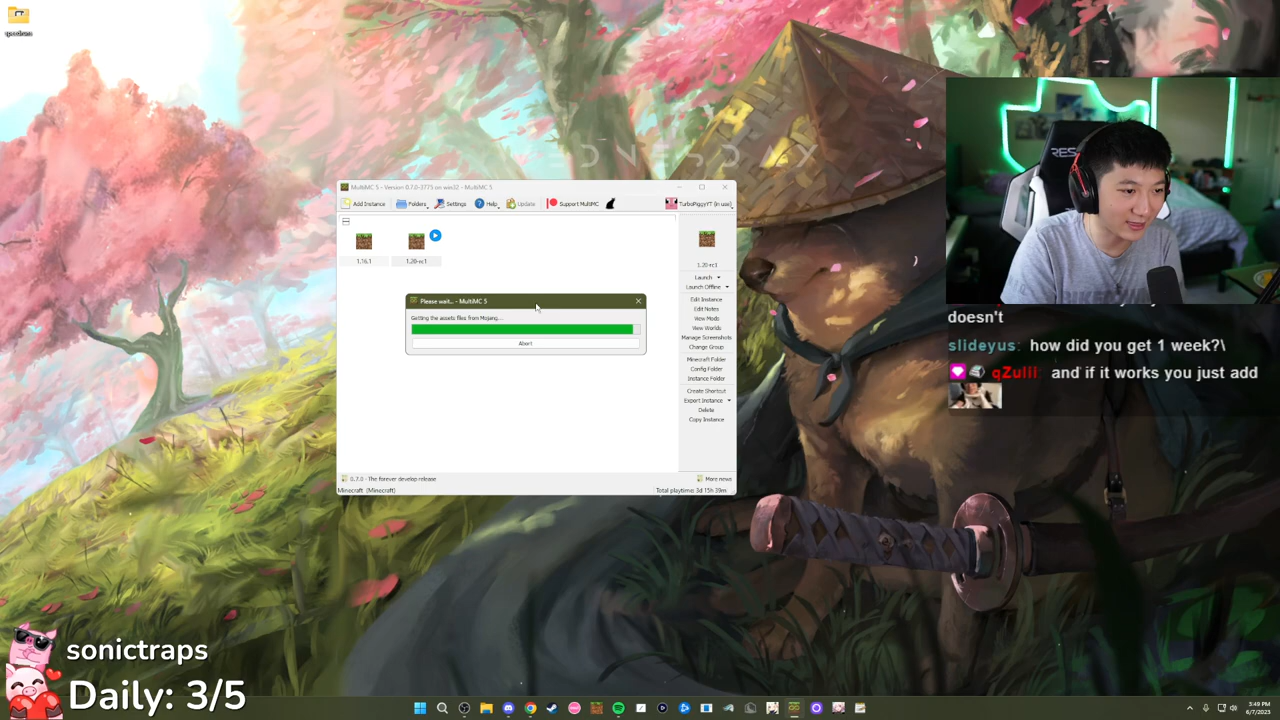 speedruns
WEDNESDAY
MultiMC 5 - Version 0.7.0-3775 on win32 - MultiMC 5
Add Instance
Folders
Settings
Help
Update
Support MultiMC
TurboPiggyYT (in use)
1.16.1
1.20-rc1
1.20-rc1
Launch
Launch Offline
Edit Instance
Edit Notes
View Mods
View Worlds
Manage Screenshots
Change Group
Minecraft Folder
Config Folder
Instance Folder
Create Shortcut
Export Instance
Delete
Copy Instance
Please wait... - MultiMC 5
Getting the assets files from Mojang...
Abort
0.7.0 - The forever develop release
More news
Minecraft (Minecraft)
Total playtime: 3d 15h 39m
RES
doesn't
slideyus: how did you get 1 week?\
qZulil: and if it works you just add
sonictraps
Daily: 3/5
5:49 PM
6/7/2023